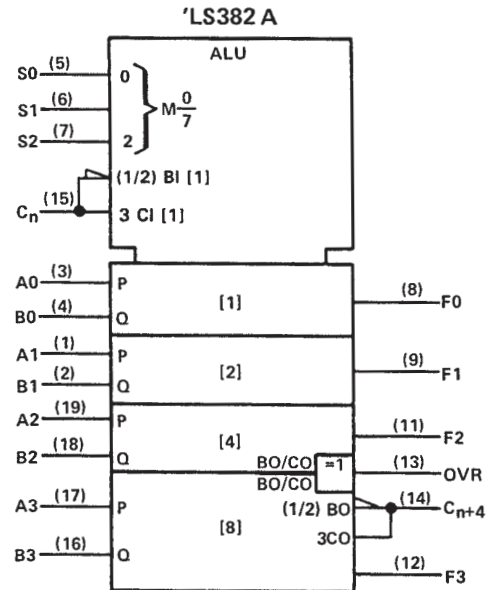 'LS382 A
ALU
S0 (5) 0
S1 (6) M 0/7
S2 (7) 2
(1/2) BI [1]
Cn (15) 3 CI [1]
A0 (3) P
B0 (4) Q [1] (8) F0
A1 (1) P
B1 (2) Q [2] (9) F1
A2 (19) P
B2 (18) Q [4] (11) F2
BO/CO =1 (13) OVR
BO/CO
A3 (17) P (1/2) BO (14) Cn+4
[8]
3CO
B3 (16) Q
(12) F3